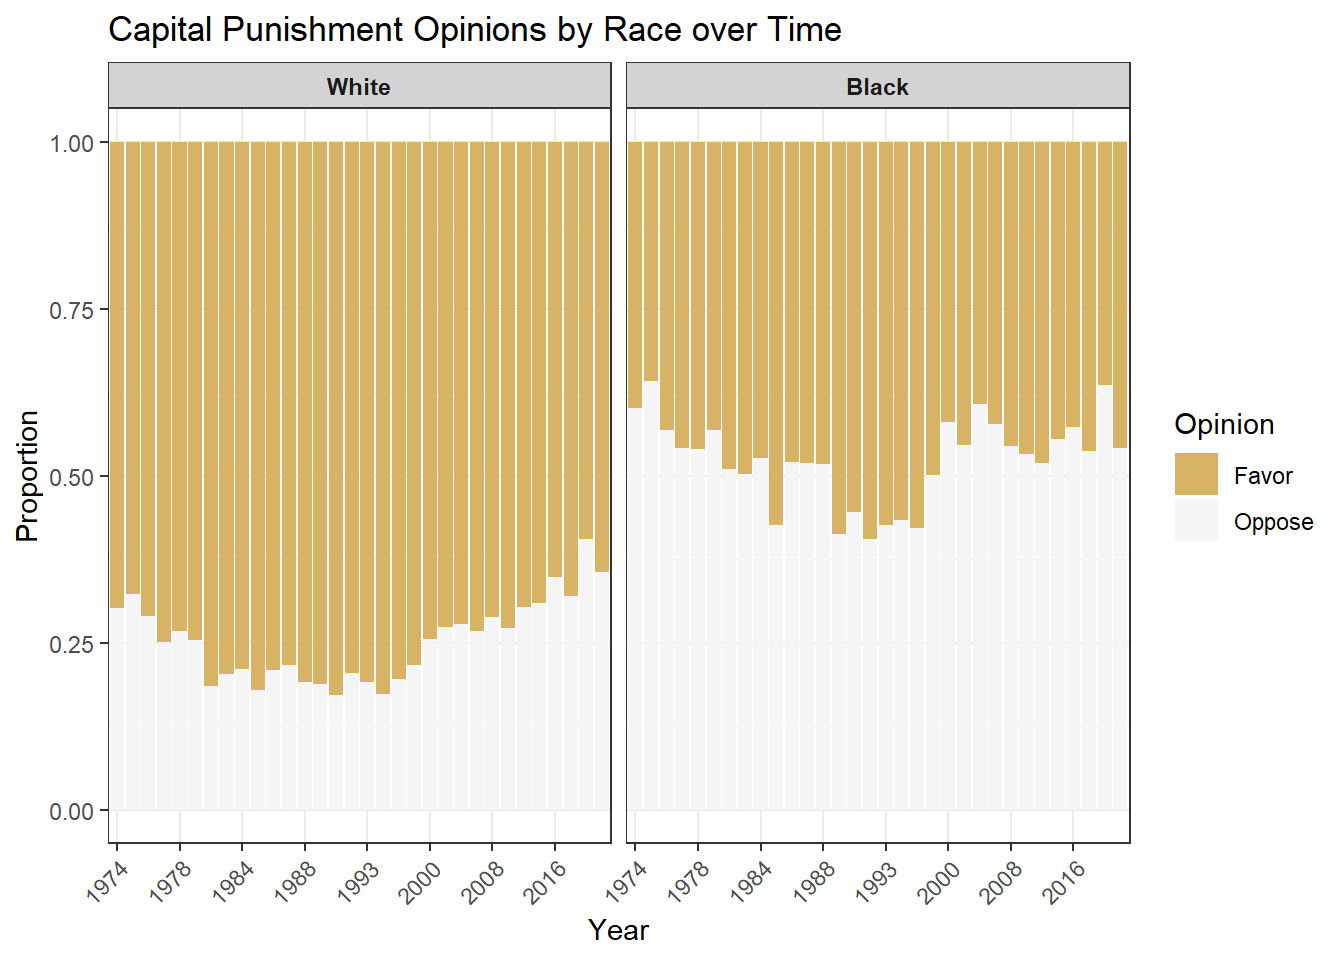 Capital Punishment Opinions by Race over Time
White Black
1.00
0.75
0.50
0.25
0.00
Proportion
1974 1978 1984 1988 1993 2000 2008 2016 1974 1978 1984 1988 1993 2000 2008 2016
Year
Opinion
Favor
Oppose